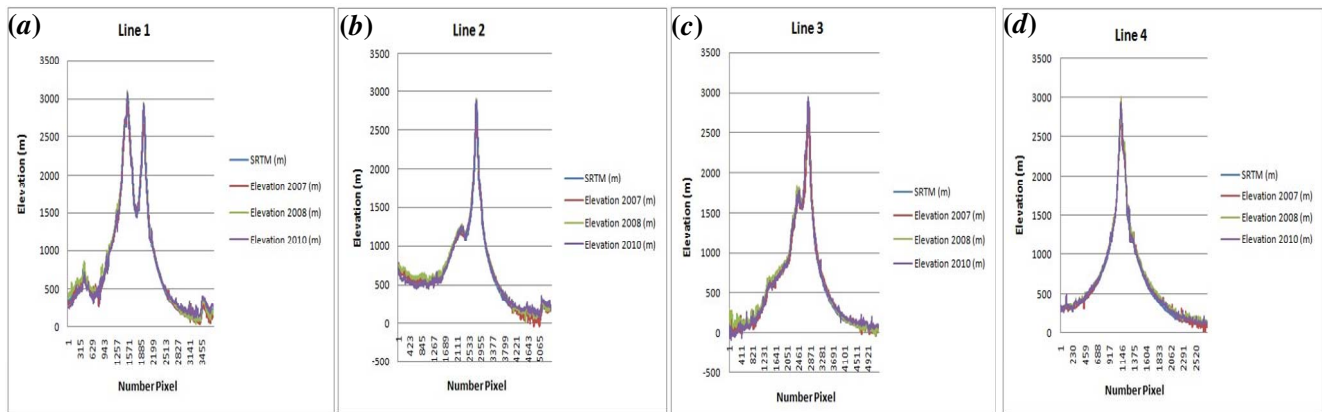 (a)
Line 1
Elevation (m)
3500
3000
2500
2000
1500
1000
500
0
1
315
629
943
1257
1571
1885
2199
2513
2827
3141
3455
Number Pixel
SRTM (m)
Elevation 2007 (m)
Elevation 2008 (m)
Elevation 2010 (m)
(b)
Line 2
Elevation (m)
3500
3000
2500
2000
1500
1000
500
0
-500
1
423
845
1267
1689
2111
2533
2955
3377
3799
4221
4643
5065
Number Pixel
SRTM (m)
Elevation 2007 (m)
Elevation 2008 (m)
Elevation 2010 (m)
(c)
Line 3
Elevation (m)
3500
3000
2500
2000
1500
1000
500
0
-500
1
411
821
1231
1641
2051
2461
2871
3281
3691
4101
4511
4921
Number Pixel
SRTM (m)
Elevation 2007 (m)
Elevation 2008 (m)
Elevation 2010 (m)
(d)
Line 4
Elevation (m)
3500
3000
2500
2000
1500
1000
500
0
-500
1
230
459
688
917
1146
1375
1604
1833
2062
2291
2520
Number Pixel
SRTM (m)
Elevation 2007 (m)
Elevation 2008 (m)
Elevation 2010 (m)